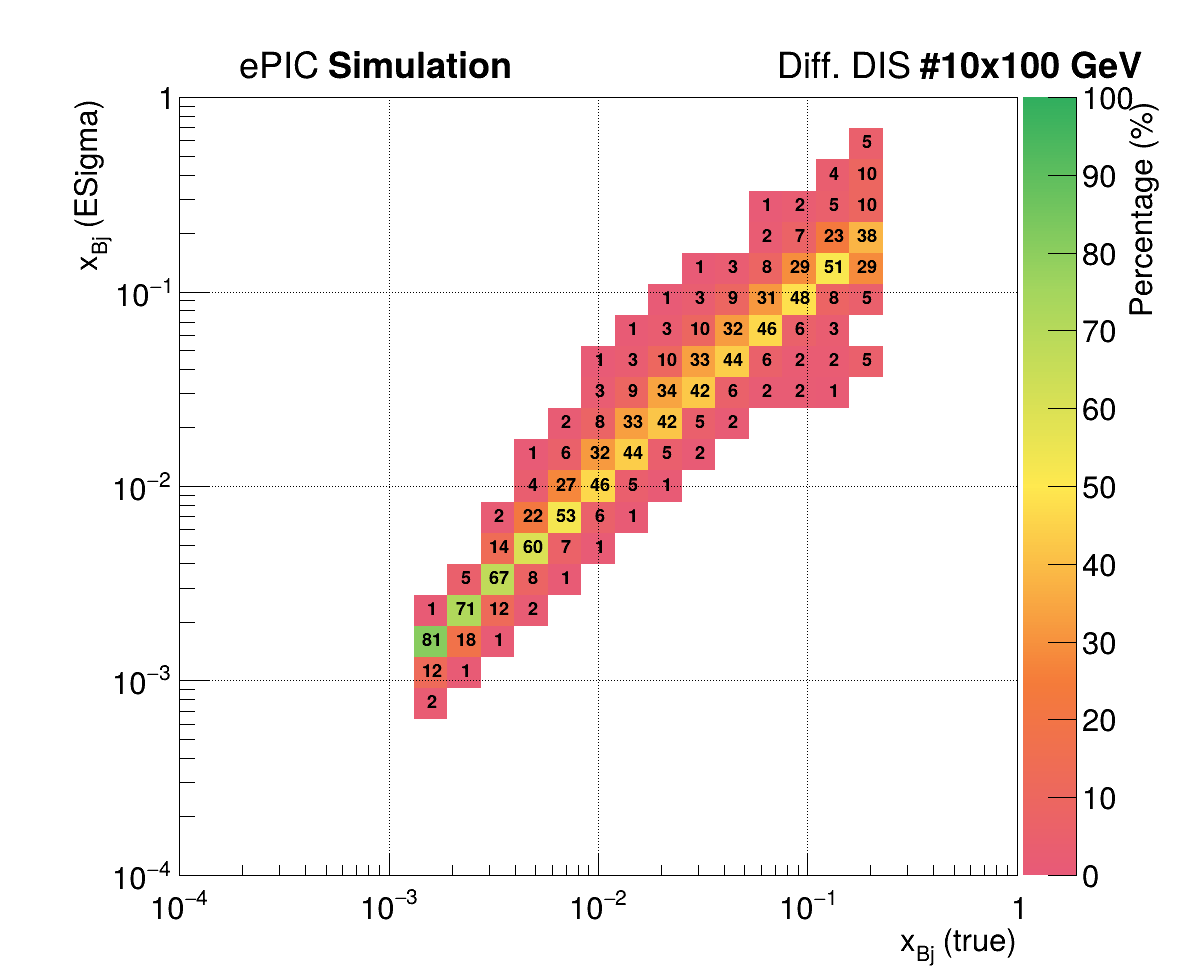 ePIC Simulation
Diff. DIS #10x100 GeV
x_Bj (ESigma)
1
10⁻¹
10⁻²
10⁻³
10⁻⁴
5
4 10
1 2 5 10
2 7 23 38
1 3 8 29 51 29
1 3 9 31 48 8 5
1 3 10 32 46 6 3
1 3 10 33 44 6 2 2 5
3 9 34 42 6 2 2 1
2 8 33 42 5 2
1 6 32 44 5 2
4 27 46 5 1
2 22 53 6 1
14 60 7 1
5 67 8 1
1 71 12 2
81 18 1
12 1
2
100
90
80
70
60
50
40
30
20
10
0
Percentage (%)
10⁻⁴ 10⁻³ 10⁻² 10⁻¹ 1
x_Bj (true)